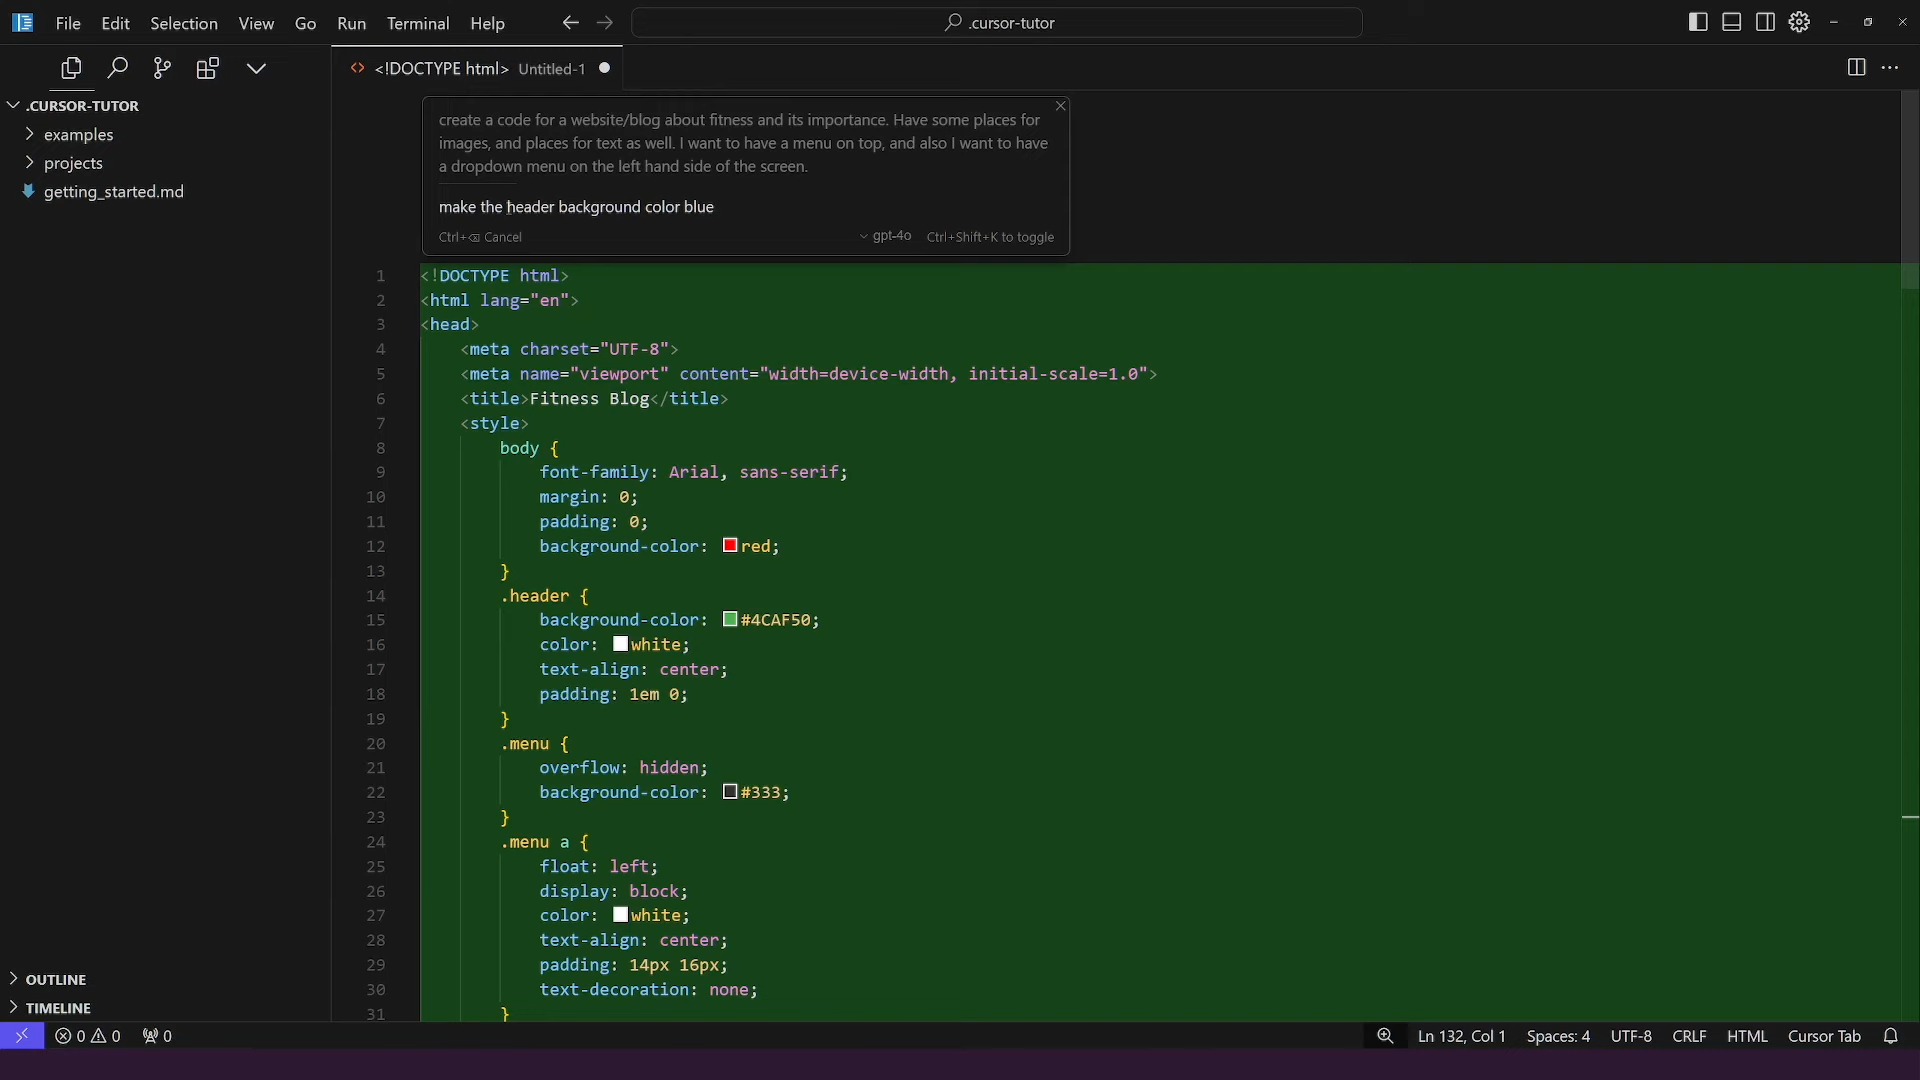 File Edit Selection View Go Run Terminal Help .cursor-tutor
<!DOCTYPE html> Untitled-1
.CURSOR-TUTOR
examples
projects
getting_started.md
create a code for a website/blog about fitness and its importance. Have some places for
images, and places for text as well. I want to have a menu on top, and also I want to have
a dropdown menu on the left hand side of the screen.
make the header background color blue
Ctrl+⌫ Cancel gpt-4o Ctrl+Shift+K to toggle
1 <!DOCTYPE html>
2 <html lang="en">
3 <head>
4 <meta charset="UTF-8">
5 <meta name="viewport" content="width=device-width, initial-scale=1.0">
6 <title>Fitness Blog</title>
7 <style>
8 body {
9 font-family: Arial, sans-serif;
10 margin: 0;
11 padding: 0;
12 background-color: red;
13 }
14 .header {
15 background-color: #4CAF50;
16 color: white;
17 text-align: center;
18 padding: 1em 0;
19 }
20 .menu {
21 overflow: hidden;
22 background-color: #333;
23 }
24 .menu a {
25 float: left;
26 display: block;
27 color: white;
28 text-align: center;
29 padding: 14px 16px;
30 text-decoration: none;
31 }
OUTLINE
TIMELINE
0 0 0 Ln 132, Col 1 Spaces: 4 UTF-8 CRLF HTML Cursor Tab